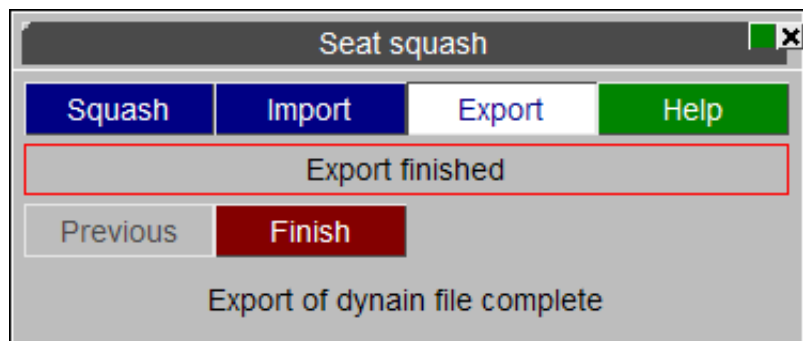 Seat squash
Squash Import Export Help
Export finished
Previous Finish
Export of dynain file complete